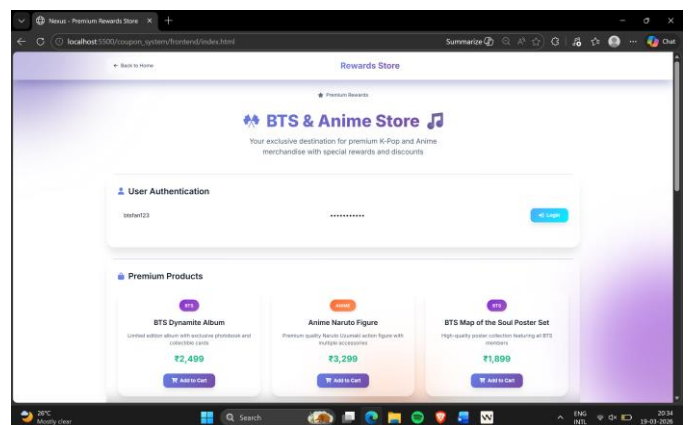 Nexus - Premium Rewards Store
localhost:5500/coupon_system/frontend/index.html
Summarize
Chat
← Back to Home
Rewards Store
Premium Rewards
BTS & Anime Store
Your exclusive destination for premium K-Pop and Anime
merchandise with special rewards and discounts
User Authentication
btsfan123
•••••••••••
Login
Premium Products
BTS
ANIME
BTS
BTS Dynamite Album
Anime Naruto Figure
BTS Map of the Soul Poster Set
Limited edition album with exclusive photobook and
collectible cards
Premium quality Naruto Uzumaki action figure with
multiple accessories
High-quality poster collection featuring all BTS
members
₹2,499
₹3,299
₹1,899
Add to Cart
Add to Cart
Add to Cart
26°C
Mostly clear
Search
ENG
INTL
20:34
19-03-2026